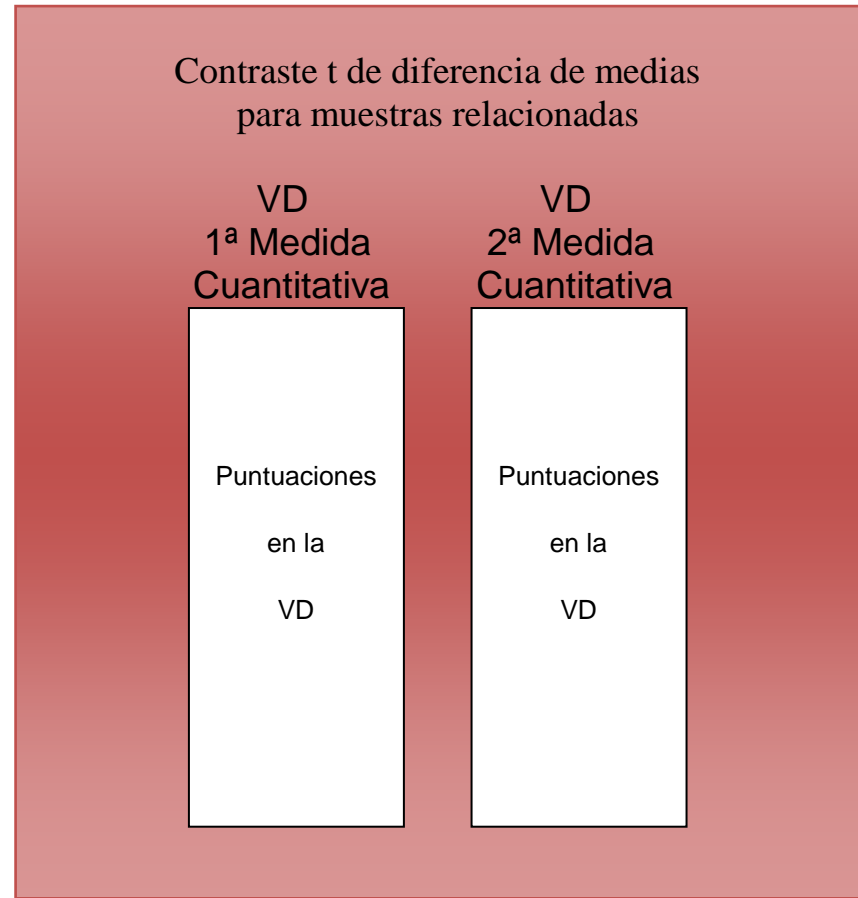 Contraste t de diferencia de medias
para muestras relacionadas
VD
1ª Medida
Cuantitativa
VD
2ª Medida
Cuantitativa
Puntuaciones
en la
VD
Puntuaciones
en la
VD